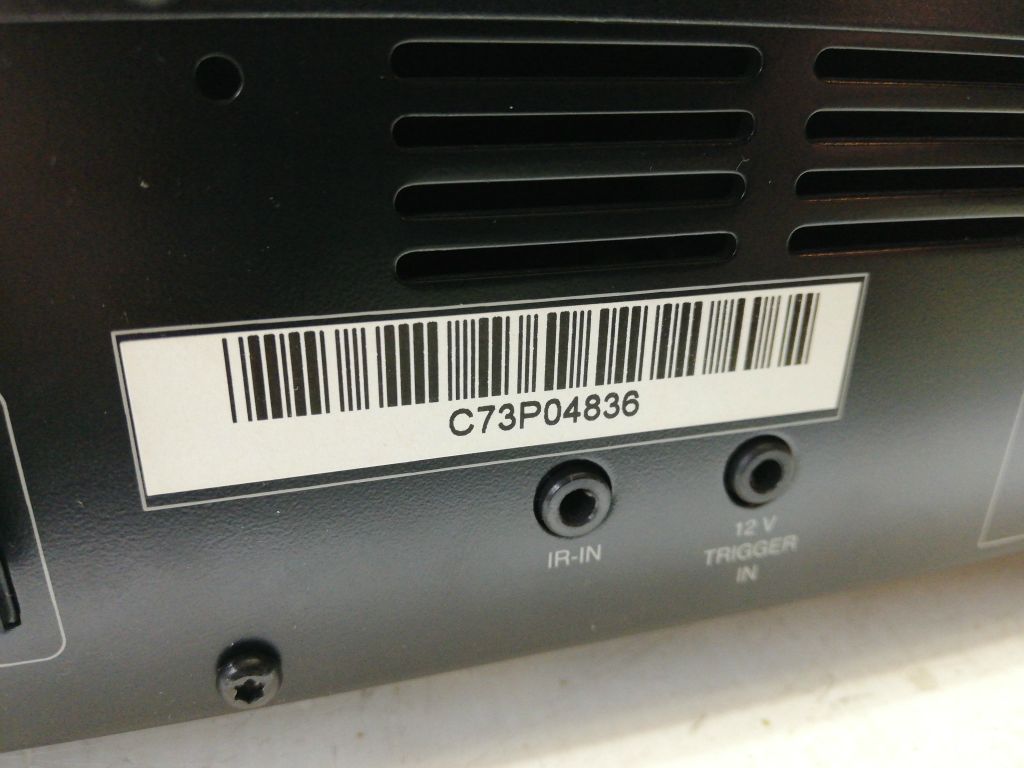 C73P04836
IR-IN
12 V
TRIGGER
IN